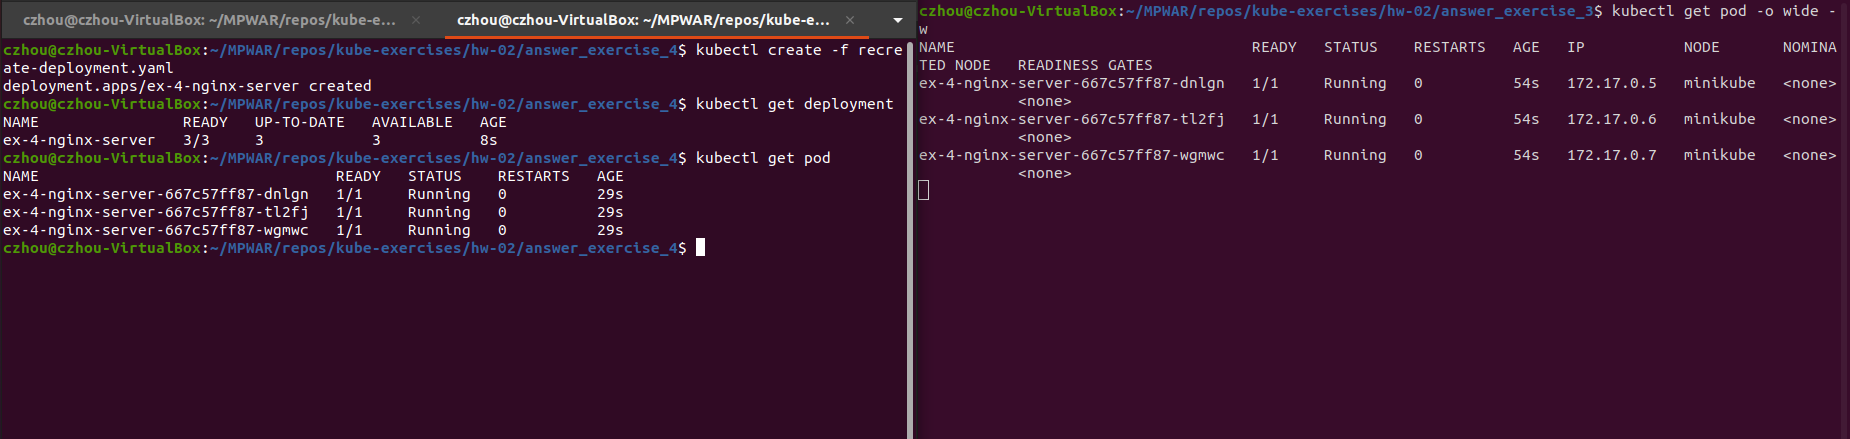 czhou@czhou-VirtualBox: ~/MPWAR/repos/kube-e...
czhou@czhou-VirtualBox: ~/MPWAR/repos/kube-e...
czhou@czhou-VirtualBox:~/MPWAR/repos/kube-exercises/hw-02/answer_exercise_4$ kubectl create -f recre
ate-deployment.yaml
deployment.apps/ex-4-nginx-server created
czhou@czhou-VirtualBox:~/MPWAR/repos/kube-exercises/hw-02/answer_exercise_4$ kubectl get deployment
NAME                READY   UP-TO-DATE   AVAILABLE   AGE
ex-4-nginx-server   3/3     3            3           8s
czhou@czhou-VirtualBox:~/MPWAR/repos/kube-exercises/hw-02/answer_exercise_4$ kubectl get pod
NAME                                 READY   STATUS    RESTARTS   AGE
ex-4-nginx-server-667c57ff87-dnlgn   1/1     Running   0          29s
ex-4-nginx-server-667c57ff87-tl2fj   1/1     Running   0          29s
ex-4-nginx-server-667c57ff87-wgmwc   1/1     Running   0          29s
czhou@czhou-VirtualBox:~/MPWAR/repos/kube-exercises/hw-02/answer_exercise_4$
czhou@czhou-VirtualBox:~/MPWAR/repos/kube-exercises/hw-02/answer_exercise_3$ kubectl get pod -o wide -
w
NAME                                 READY   STATUS    RESTARTS   AGE   IP           NODE       NOMINA
TED NODE   READINESS GATES
ex-4-nginx-server-667c57ff87-dnlgn   1/1     Running   0          54s   172.17.0.5   minikube   <none>
           <none>
ex-4-nginx-server-667c57ff87-tl2fj   1/1     Running   0          54s   172.17.0.6   minikube   <none>
           <none>
ex-4-nginx-server-667c57ff87-wgmwc   1/1     Running   0          54s   172.17.0.7   minikube   <none>
           <none>